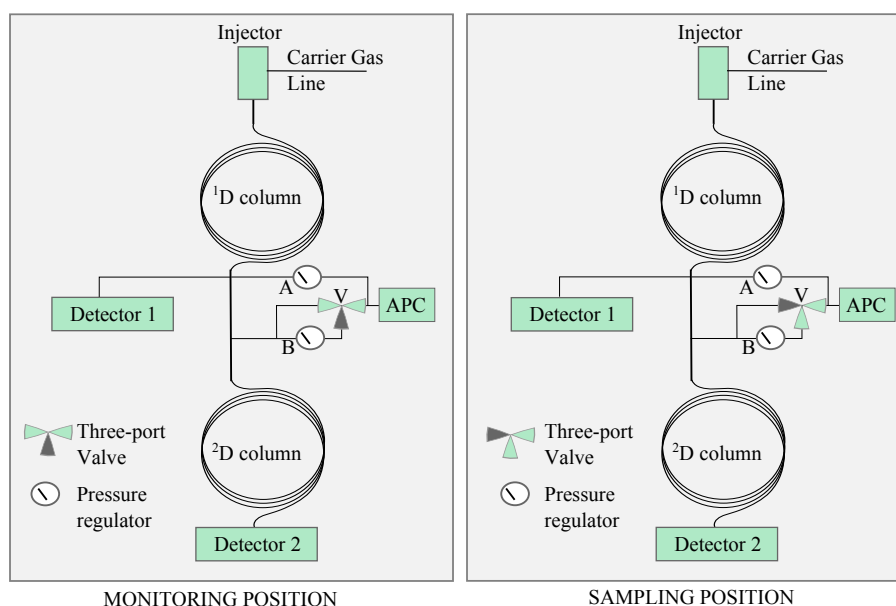 Injector
Carrier Gas
Line
¹D column
A
V
APC
Detector 1
B
²D column
Three-port
Valve
Pressure
regulator
Detector 2
MONITORING POSITION
Injector
Carrier Gas
Line
¹D column
A
V
APC
Detector 1
B
²D column
Three-port
Valve
Pressure
regulator
Detector 2
SAMPLING POSITION